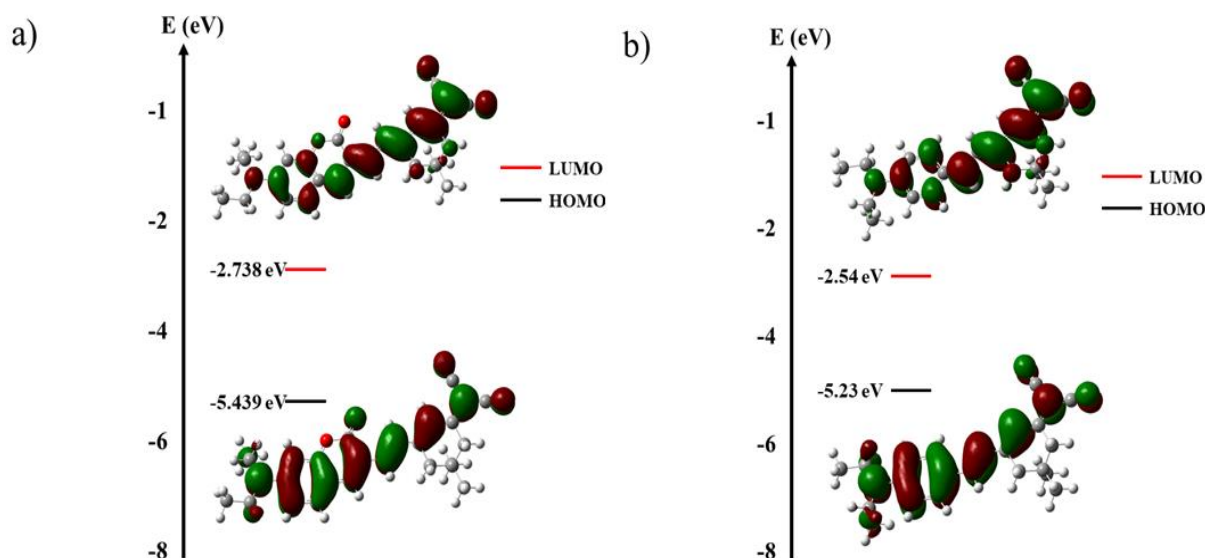 a)
E (eV)
-1
LUMO
HOMO
-2
-2.738 eV
-4
-5.439 eV
-6
-8
b)
E (eV)
-1
LUMO
HOMO
-2
-2.54 eV
-4
-5.23 eV
-6
-8